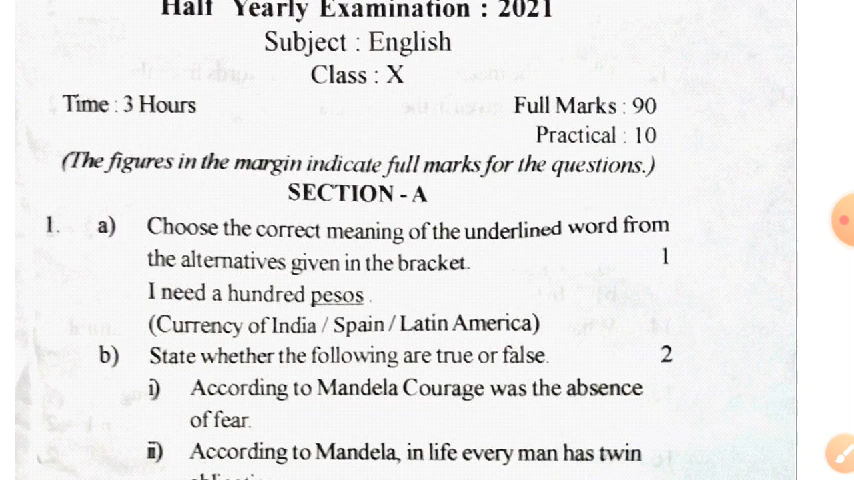 Half Yearly Examination : 2021
Subject : English
Class : X
Time : 3 Hours Full Marks : 90
Practical : 10
(The figures in the margin indicate full marks for the questions.)
SECTION - A
1. a) Choose the correct meaning of the underlined word from
the alternatives given in the bracket. 1
I need a hundred pesos .
(Currency of India / Spain / Latin America)
b) State whether the following are true or false. 2
i) According to Mandela Courage was the absence
of fear.
ii) According to Mandela, in life every man has twin